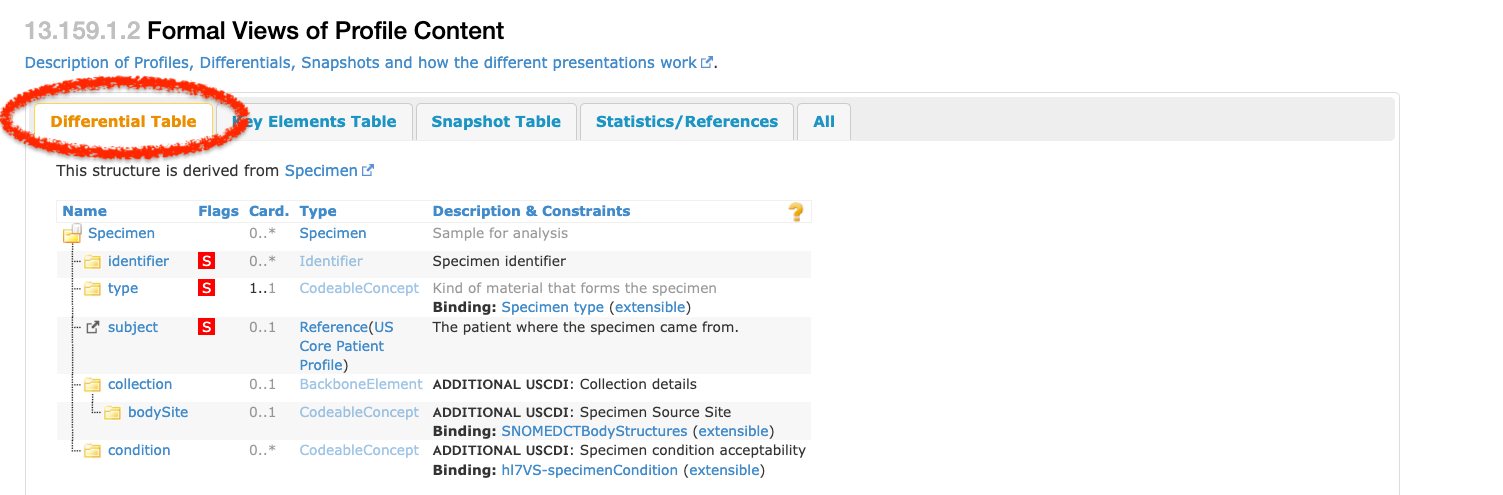 13.159.1.2 Formal Views of Profile Content
Description of Profiles, Differentials, Snapshots and how the different presentations work.
Differential Table Key Elements Table Snapshot Table Statistics/References All
This structure is derived from Specimen
Name Flags Card. Type Description & Constraints
Specimen 0..* Specimen Sample for analysis
identifier S 0..* Identifier Specimen identifier
type S 1..1 CodeableConcept Kind of material that forms the specimen
Binding: Specimen type (extensible)
subject S 0..1 Reference(US The patient where the specimen came from.
Core Patient
Profile)
collection 0..1 BackboneElement ADDITIONAL USCDI: Collection details
bodySite 0..1 CodeableConcept ADDITIONAL USCDI: Specimen Source Site
Binding: SNOMEDCTBodyStructures (extensible)
condition 0..* CodeableConcept ADDITIONAL USCDI: Specimen condition acceptability
Binding: hl7VS-specimenCondition (extensible)